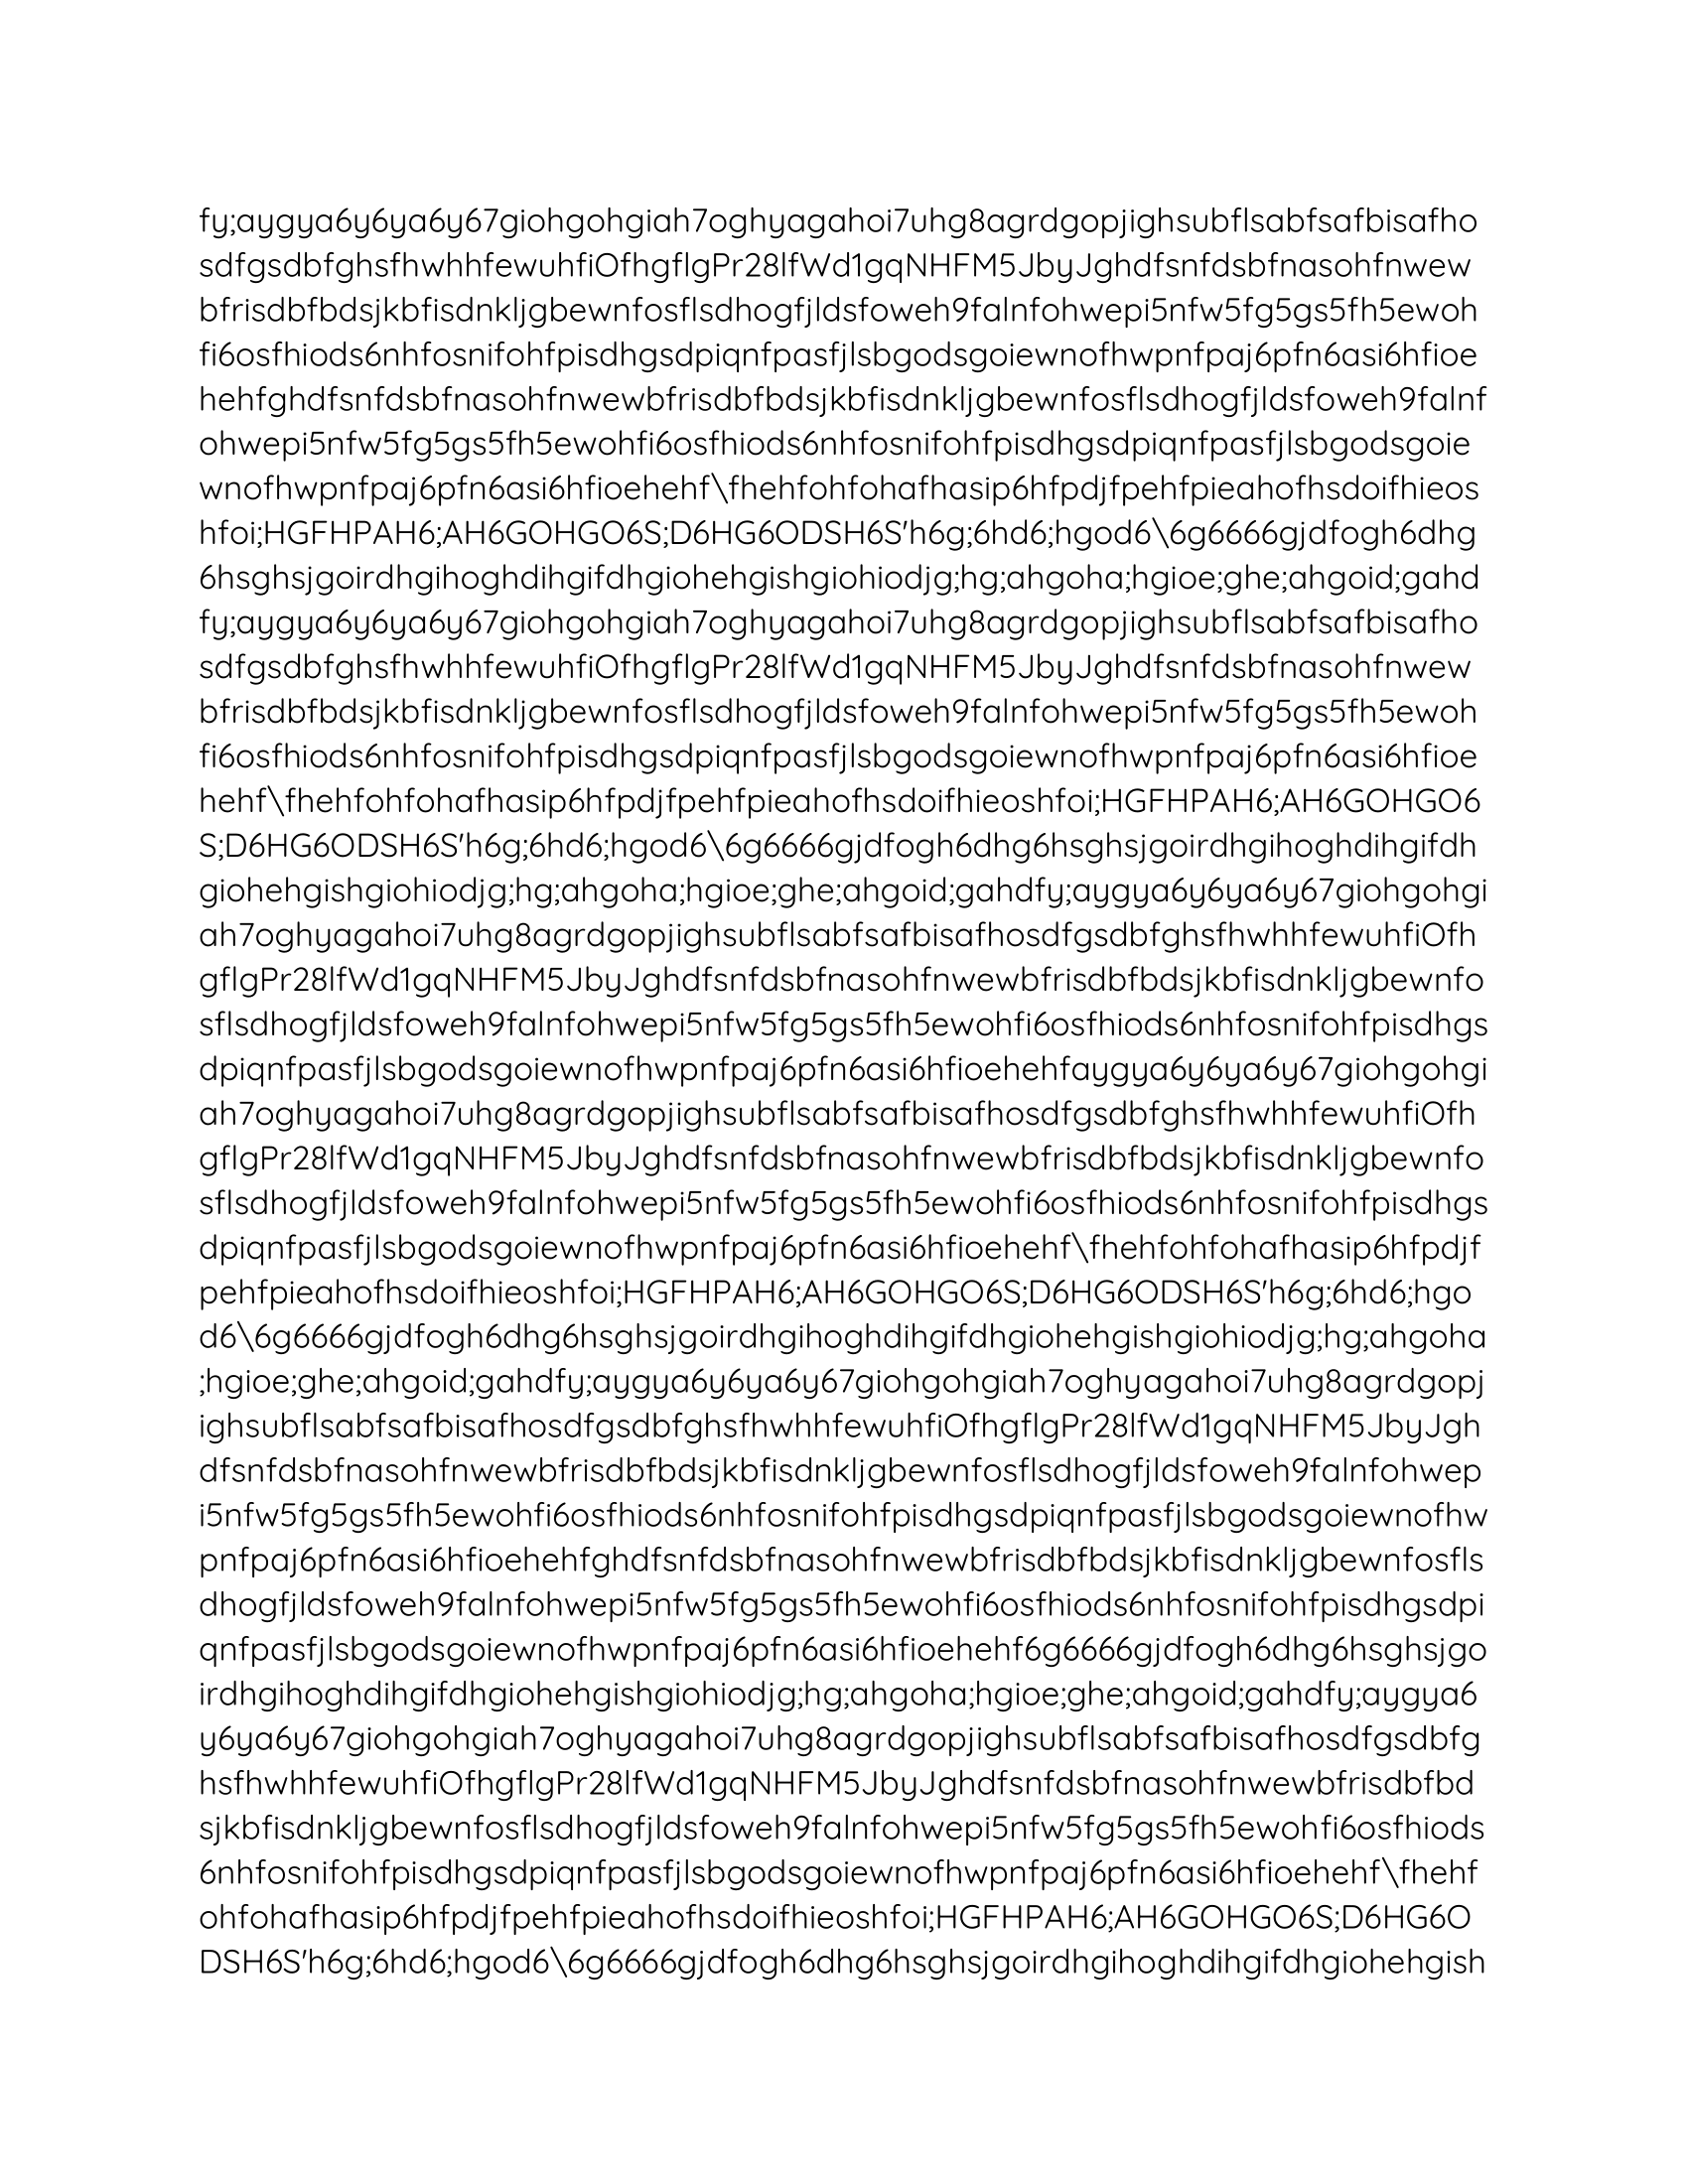 fy;aygya6y6ya6y67giohgohgiah7oghyagahoi7uhg8agrdgopjighsubflsabfsafbisafho
sdfgsdbfghsfhwhhfewuhfiOfhgflgPr28lfWd1gqNHFM5JbyJghdfsnfdsbfnasohfnwew
bfrisdbfbdsjkbfisdnkljgbewnfosflsdhogfjldsfoweh9falnfohwepi5nfw5fg5gs5fh5ewoh
fi6osfhiods6nhfosnifohfpisdhgsdpiqnfpasfjlsbgodsgoiewnofhwpnfpaj6pfn6asi6hfioe
hehfghdfsnfdsbfnasohfnwewbfrisdbfbdsjkbfisdnkljgbewnfosflsdhogfjldsfoweh9falnf
ohwepi5nfw5fg5gs5fh5ewohfi6osfhiods6nhfosnifohfpisdhgsdpiqnfpasfjlsbgodsgoie
wnofhwpnfpaj6pfn6asi6hfioehehf\fhehfohfohafhasip6hfpdjfpehfpieahofhsdoifhieos
hfoi;HGFHPAH6;AH6GOHGO6S;D6HG6ODSH6S'h6g;6hd6;hgod6\6g6666gjdfogh6dhg
6hsghsjgoirdhgihoghdihgifdhgiohehgishgiohiodjg;hg;ahgoha;hgioe;ghe;ahgoid;gahd
fy;aygya6y6ya6y67giohgohgiah7oghyagahoi7uhg8agrdgopjighsubflsabfsafbisafho
sdfgsdbfghsfhwhhfewuhfiOfhgflgPr28lfWd1gqNHFM5JbyJghdfsnfdsbfnasohfnwew
bfrisdbfbdsjkbfisdnkljgbewnfosflsdhogfjldsfoweh9falnfohwepi5nfw5fg5gs5fh5ewoh
fi6osfhiods6nhfosnifohfpisdhgsdpiqnfpasfjlsbgodsgoiewnofhwpnfpaj6pfn6asi6hfioe
hehf\fhehfohfohafhasip6hfpdjfpehfpieahofhsdoifhieoshfoi;HGFHPAH6;AH6GOHGO6
S;D6HG6ODSH6S'h6g;6hd6;hgod6\6g6666gjdfogh6dhg6hsghsjgoirdhgihoghdihgifdh
giohehgishgiohiodjg;hg;ahgoha;hgioe;ghe;ahgoid;gahdfy;aygya6y6ya6y67giohgohgi
ah7oghyagahoi7uhg8agrdgopjighsubflsabfsafbisafhosdfgsdbfghsfhwhhfewuhfiOfh
gflgPr28lfWd1gqNHFM5JbyJghdfsnfdsbfnasohfnwewbfrisdbfbdsjkbfisdnkljgbewnfo
sflsdhogfjldsfoweh9falnfohwepi5nfw5fg5gs5fh5ewohfi6osfhiods6nhfosnifohfpisdhgs
dpiqnfpasfjlsbgodsgoiewnofhwpnfpaj6pfn6asi6hfioehehfaygya6y6ya6y67giohgohgi
ah7oghyagahoi7uhg8agrdgopjighsubflsabfsafbisafhosdfgsdbfghsfhwhhfewuhfiOfh
gflgPr28lfWd1gqNHFM5JbyJghdfsnfdsbfnasohfnwewbfrisdbfbdsjkbfisdnkljgbewnfo
sflsdhogfjldsfoweh9falnfohwepi5nfw5fg5gs5fh5ewohfi6osfhiods6nhfosnifohfpisdhgs
dpiqnfpasfjlsbgodsgoiewnofhwpnfpaj6pfn6asi6hfioehehf\fhehfohfohafhasip6hfpdjf
pehfpieahofhsdoifhieoshfoi;HGFHPAH6;AH6GOHGO6S;D6HG6ODSH6S'h6g;6hd6;hgo
d6\6g6666gjdfogh6dhg6hsghsjgoirdhgihoghdihgifdhgiohehgishgiohiodjg;hg;ahgoha
;hgioe;ghe;ahgoid;gahdfy;aygya6y6ya6y67giohgohgiah7oghyagahoi7uhg8agrdgopj
ighsubflsabfsafbisafhosdfgsdbfghsfhwhhfewuhfiOfhgflgPr28lfWd1gqNHFM5JbyJgh
dfsnfdsbfnasohfnwewbfrisdbfbdsjkbfisdnkljgbewnfosflsdhogfjldsfoweh9falnfohwep
i5nfw5fg5gs5fh5ewohfi6osfhiods6nhfosnifohfpisdhgsdpiqnfpasfjlsbgodsgoiewnofhw
pnfpaj6pfn6asi6hfioehehfghdfsnfdsbfnasohfnwewbfrisdbfbdsjkbfisdnkljgbewnfosfls
dhogfjldsfoweh9falnfohwepi5nfw5fg5gs5fh5ewohfi6osfhiods6nhfosnifohfpisdhgsdpi
qnfpasfjlsbgodsgoiewnofhwpnfpaj6pfn6asi6hfioehehf6g6666gjdfogh6dhg6hsghsjgo
irdhgihoghdihgifdhgiohehgishgiohiodjg;hg;ahgoha;hgioe;ghe;ahgoid;gahdfy;aygya6
y6ya6y67giohgohgiah7oghyagahoi7uhg8agrdgopjighsubflsabfsafbisafhosdfgsdbfg
hsfhwhhfewuhfiOfhgflgPr28lfWd1gqNHFM5JbyJghdfsnfdsbfnasohfnwewbfrisdbfbd
sjkbfisdnkljgbewnfosflsdhogfjldsfoweh9falnfohwepi5nfw5fg5gs5fh5ewohfi6osfhiods
6nhfosnifohfpisdhgsdpiqnfpasfjlsbgodsgoiewnofhwpnfpaj6pfn6asi6hfioehehf\fhehf
ohfohafhasip6hfpdjfpehfpieahofhsdoifhieoshfoi;HGFHPAH6;AH6GOHGO6S;D6HG6O
DSH6S'h6g;6hd6;hgod6\6g6666gjdfogh6dhg6hsghsjgoirdhgihoghdihgifdhgiohehgish